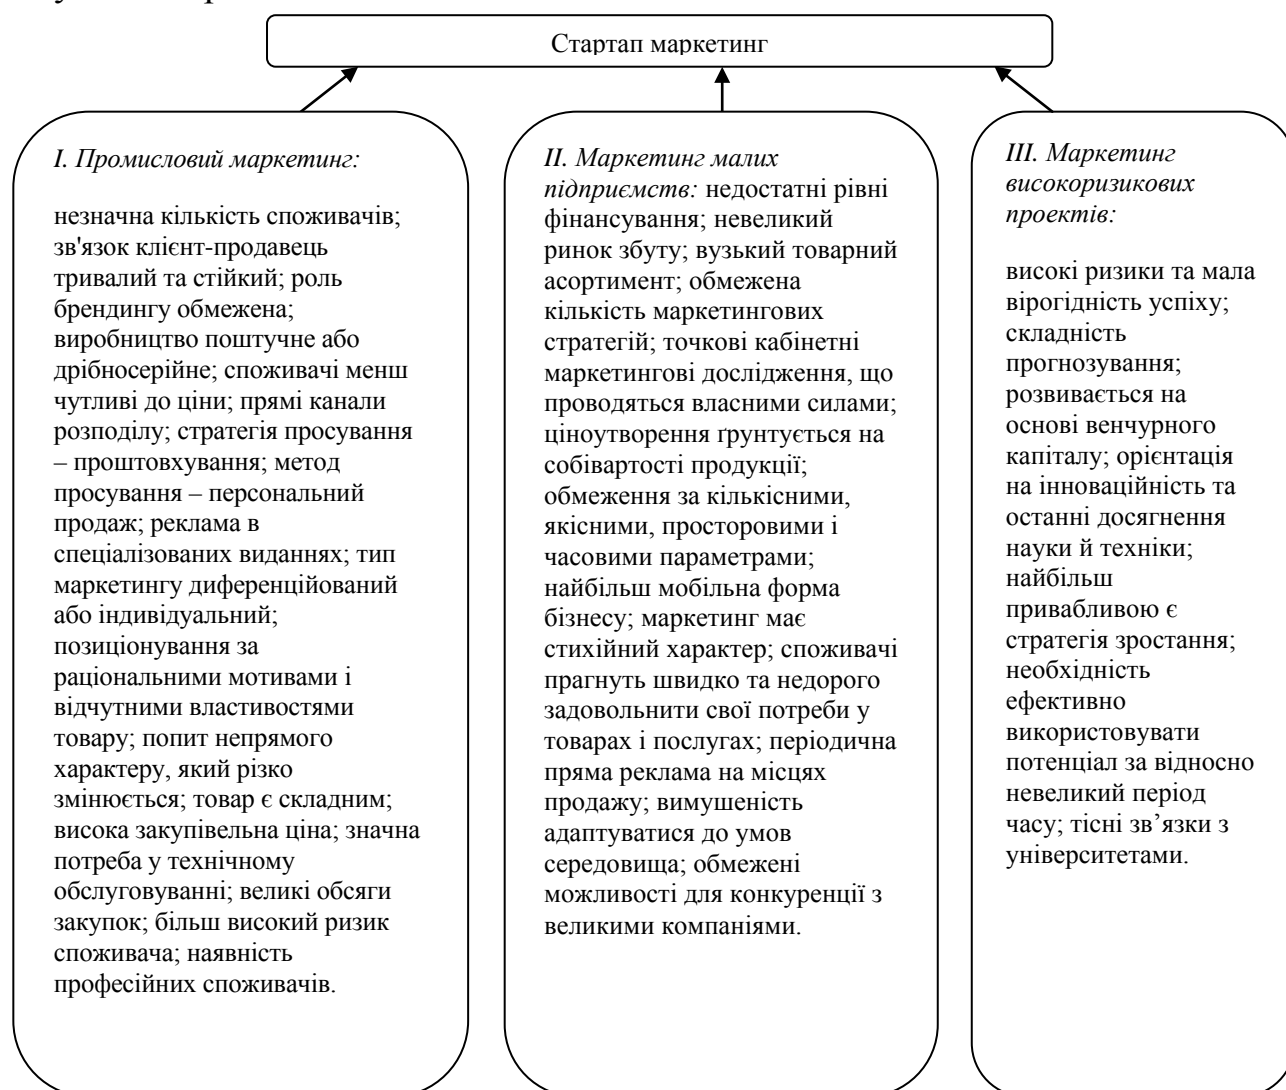 Стартап маркетинг
I. Промисловий маркетинг:
незначна кількість споживачів;
зв'язок клієнт-продавець
тривалий та стійкий; роль
брендингу обмежена;
виробництво поштучне або
дрібносерійне; споживачі менш
чутливі до ціни; прямі канали
розподілу; стратегія просування
– проштовхування; метод
просування – персональний
продаж; реклама в
спеціалізованих виданнях; тип
маркетингу диференційований
або індивідуальний;
позиціонування за
раціональними мотивами і
відчутними властивостями
товару; попит непрямого
характеру, який різко
змінюється; товар є складним;
висока закупівельна ціна; значна
потреба у технічному
обслуговуванні; великі обсяги
закупок; більш високий ризик
споживача; наявність
професійних споживачів.
II. Маркетинг малих
підприємств: недостатні рівні
фінансування; невеликий
ринок збуту; вузький товарний
асортимент; обмежена
кількість маркетингових
стратегій; точкові кабінетні
маркетингові дослідження, що
проводяться власними силами;
ціноутворення ґрунтується на
собівартості продукції;
обмеження за кількісними,
якісними, просторовими і
часовими параметрами;
найбільш мобільна форма
бізнесу; маркетинг має
стихійний характер; споживачі
прагнуть швидко та недорого
задовольнити свої потреби у
товарах і послугах; періодична
пряма реклама на місцях
продажу; вимушеність
адаптуватися до умов
середовища; обмежені
можливості для конкуренції з
великими компаніями.
III. Маркетинг
високоризикових
проектів:
високі ризики та мала
вірогідність успіху;
складність
прогнозування;
розвивається на
основі венчурного
капіталу; орієнтація
на інноваційність та
останні досягнення
науки й техніки;
найбільш
привабливою є
стратегія зростання;
необхідність
ефективно
використовувати
потенціал за відносно
невеликий період
часу; тісні зв’язки з
університетами.